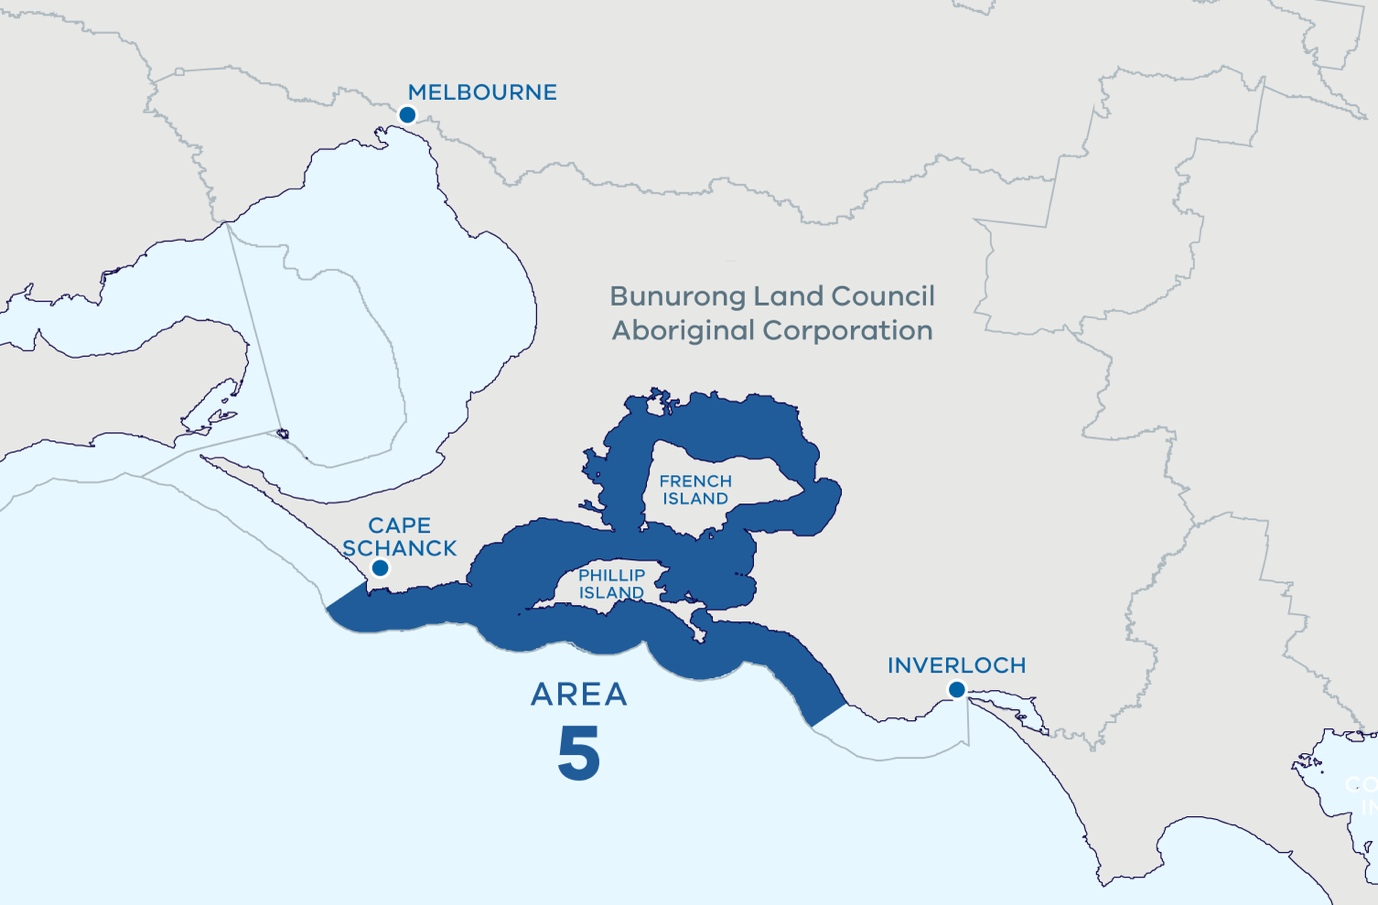 MELBOURNE
Bunurong Land Council
Aboriginal Corporation
FRENCH
ISLAND
CAPE
SCHANCK
PHILLIP
ISLAND
INVERLOCH
AREA
5